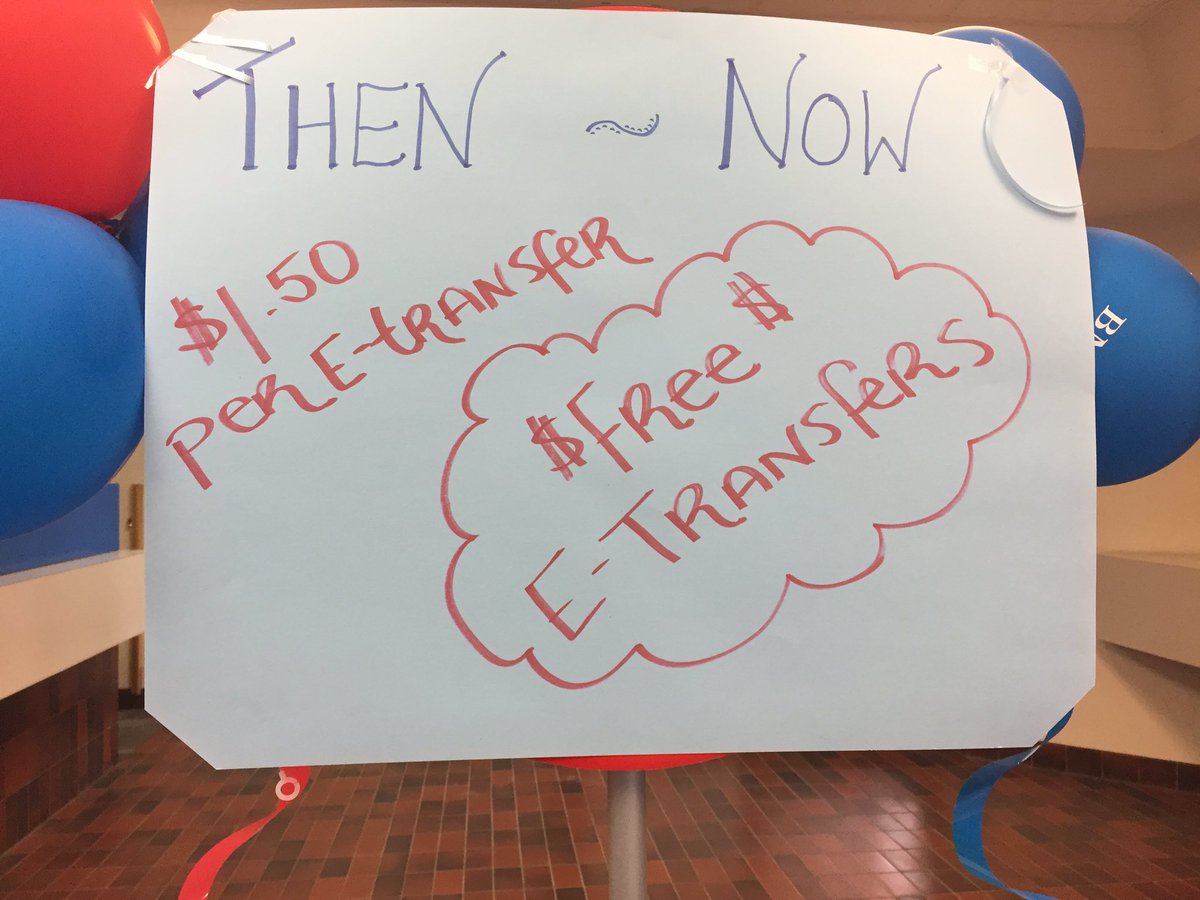 THEN ~ NOW
$1.50
PER E-TRANSFER
$FREE$
E-TRANSFERS